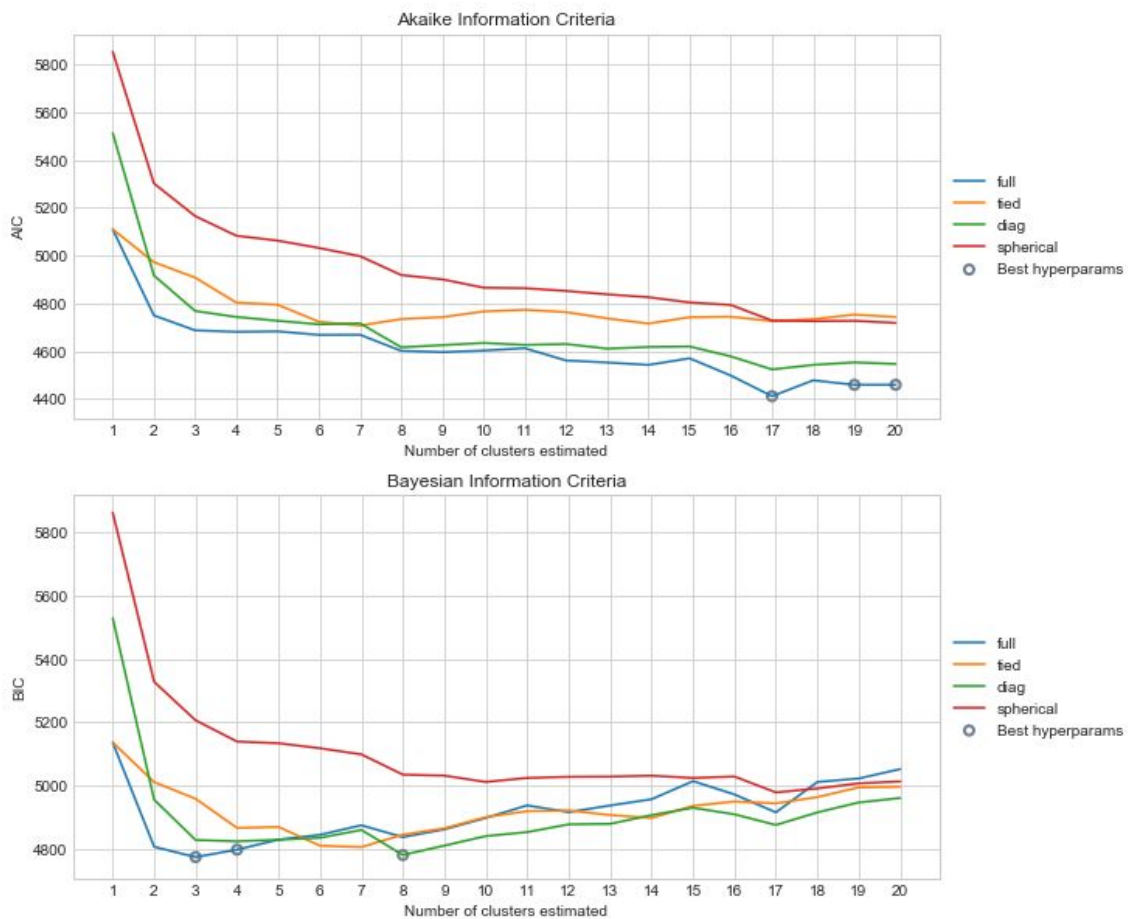 Akaike Information Criteria
AIC
5800
5600
5400
5200
5000
4800
4600
4400
1 2 3 4 5 6 7 8 9 10 11 12 13 14 15 16 17 18 19 20
Number of clusters estimated
full
tied
diag
spherical
Best hyperparams
Bayesian Information Criteria
BIC
5800
5600
5400
5200
5000
4800
1 2 3 4 5 6 7 8 9 10 11 12 13 14 15 16 17 18 19 20
Number of clusters estimated
full
tied
diag
spherical
Best hyperparams